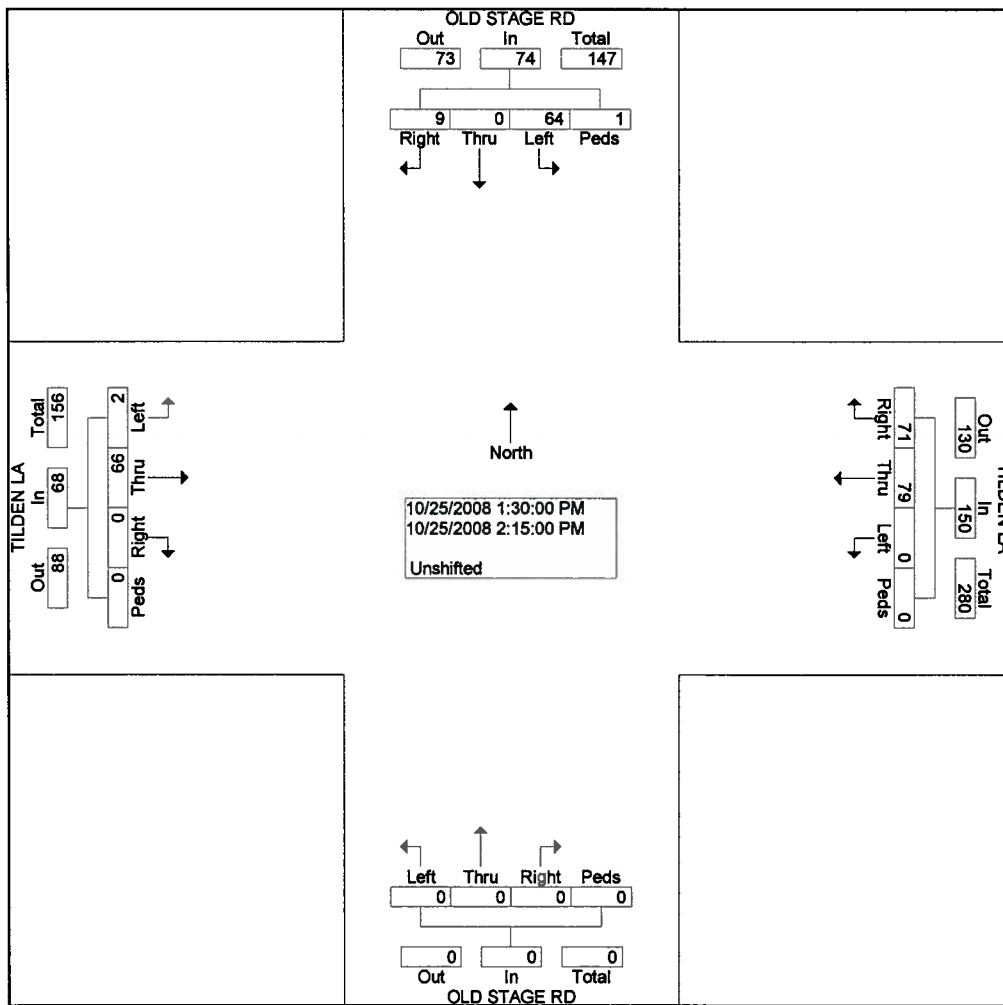 OLD STAGE RD
Out In Total
73 74 147
9 0 64 1
Right Thru Left Peds
TILDEN LA
Total In Out
156 68 88
2 66 0 0
Left Thru Right Peds
North
10/25/2008 1:30:00 PM
10/25/2008 2:15:00 PM
Unshifted
Right Thru Left Peds
71 79 0 0
Out In Total
130 150 280
TILDEN LA
Left Thru Right Peds
0 0 0 0
0 0 0
Out In Total
OLD STAGE RD